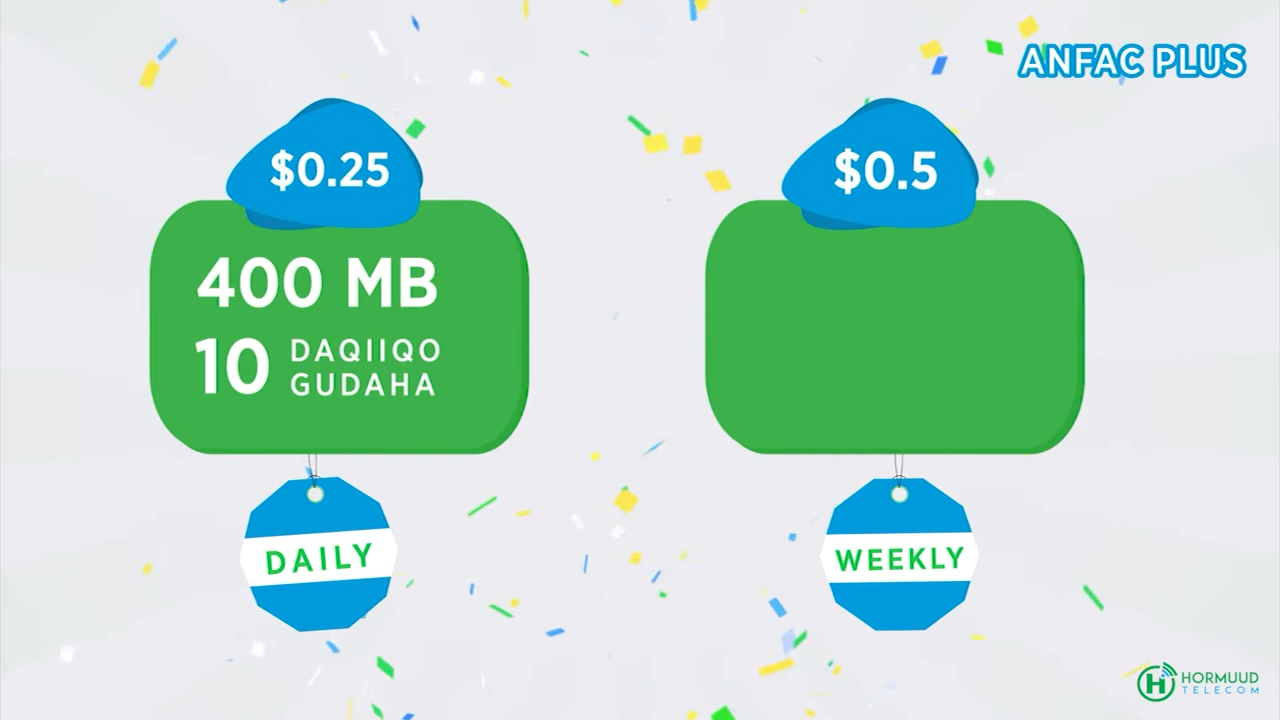 ANFAC PLUS
$0.25
400 MB
10 DAQIIQO
GUDAHA
DAILY
$0.5
WEEKLY
HORMUUD
TELECOM